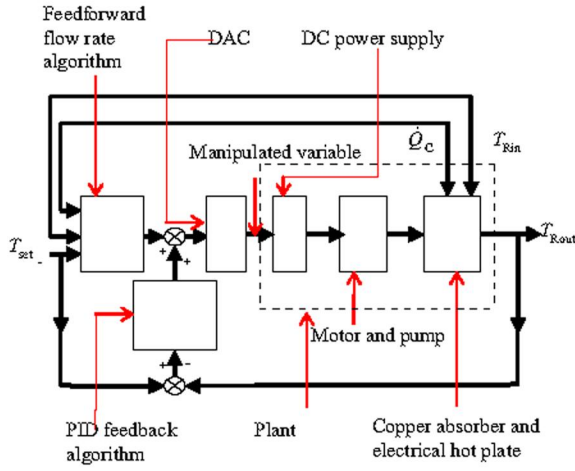 Feedforward
flow rate
algorithm
DAC
DC power supply
Manipulated variable
Q̇c
TRin
Tset
-
TRout
+
+
+
-
Motor and pump
PID feedback
algorithm
Plant
Copper absorber and
electrical hot plate